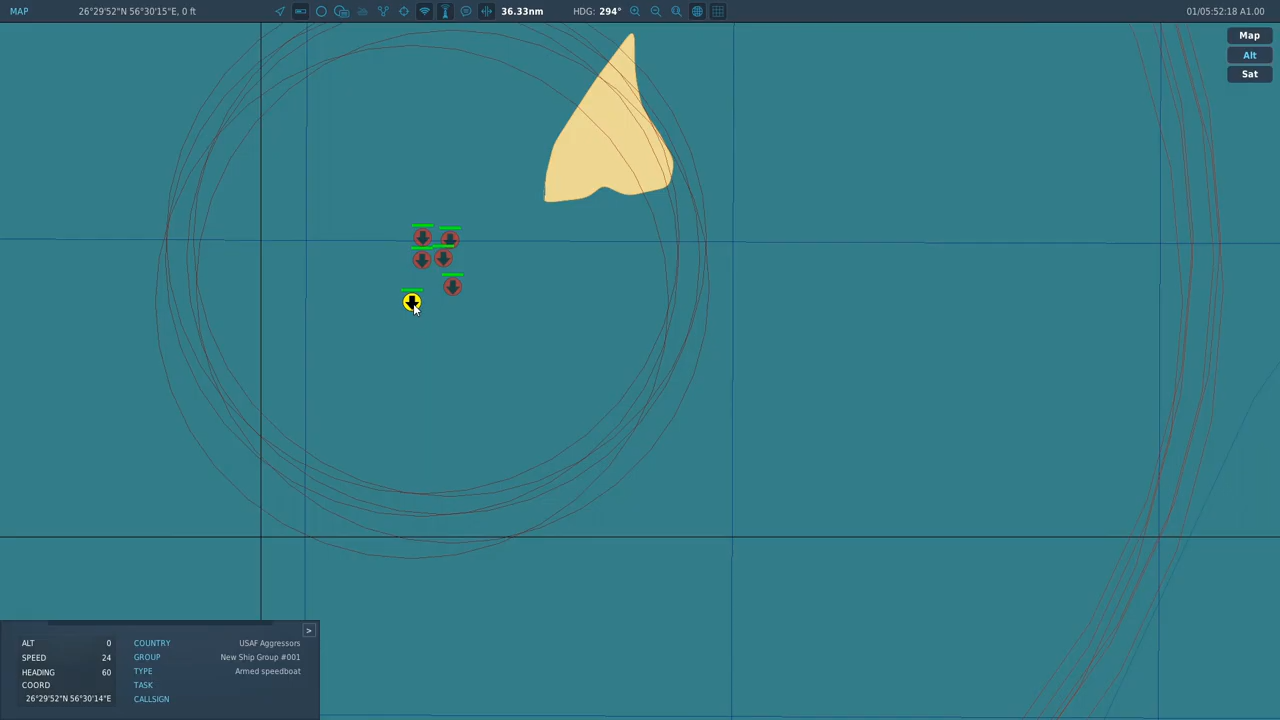 MAP 26°29'52"N 56°30'15"E, 0 ft 36.33nm HDG: 294° 01/05:52:18 A1.00
Map
Alt
Sat
>
ALT 0 COUNTRY USAF Aggressors
SPEED 24 GROUP New Ship Group #001
HEADING 60 TYPE Armed speedboat
COORD TASK
26°29'52"N 56°30'14"E CALLSIGN